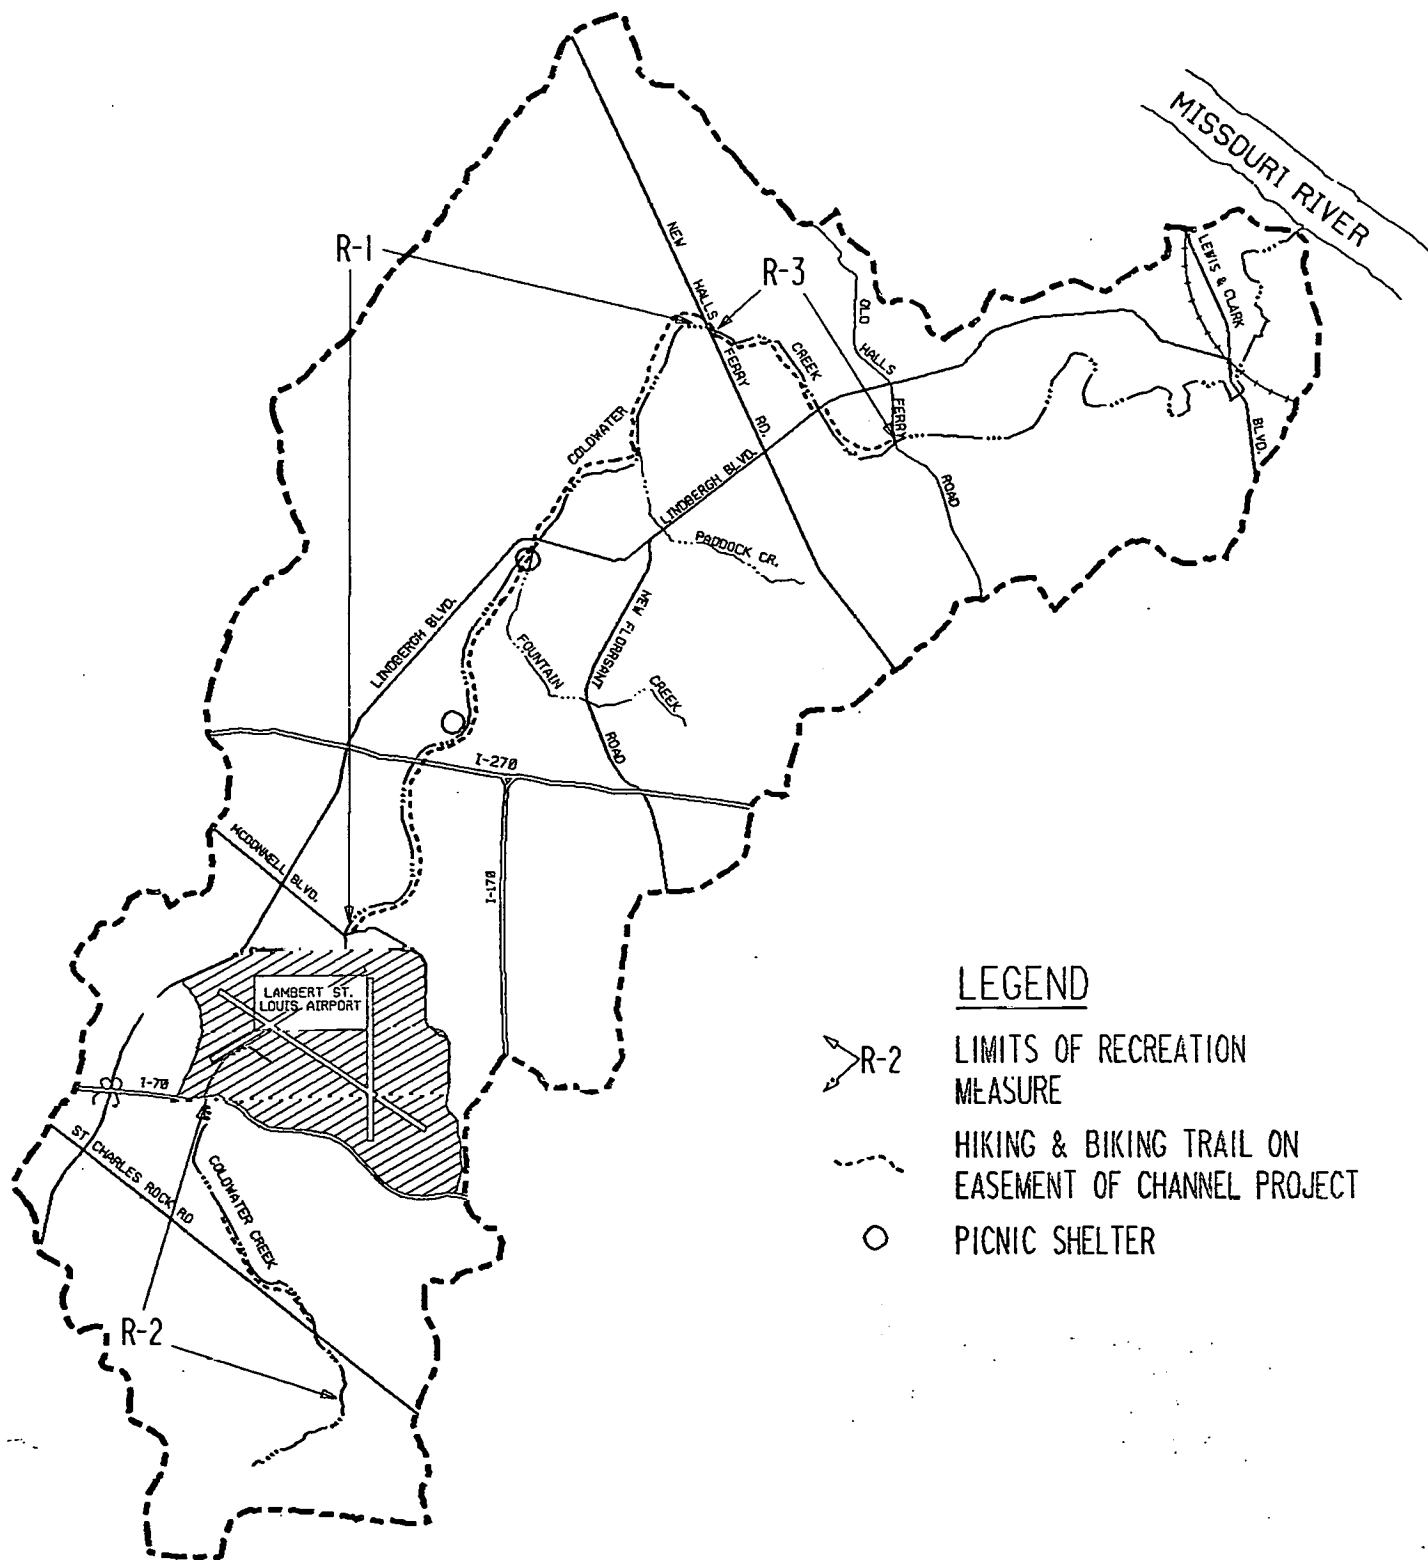 MISSOURI RIVER
R-1
NEW
HALLS
FERRY
RD.
R-3
OLD
HALLS
FERRY
ROAD
LEWIS & CLARK
BLVD.
COLDWATER
CREEK
LINDBERGH BLVD.
PADDOCK CR.
LINDBERGH BLVD.
NEW FLORRSANT
ROAD
FOUNTAIN
CREEK
I-270
MCDONNELL BLVD.
I-170
LAMBERT ST.
LOUIS AIRPORT
I-70
ST CHARLES ROCK RD
COLDWATER CREEK
R-2
LEGEND
R-2
LIMITS OF RECREATION
MEASURE
HIKING & BIKING TRAIL ON
EASEMENT OF CHANNEL PROJECT
PICNIC SHELTER